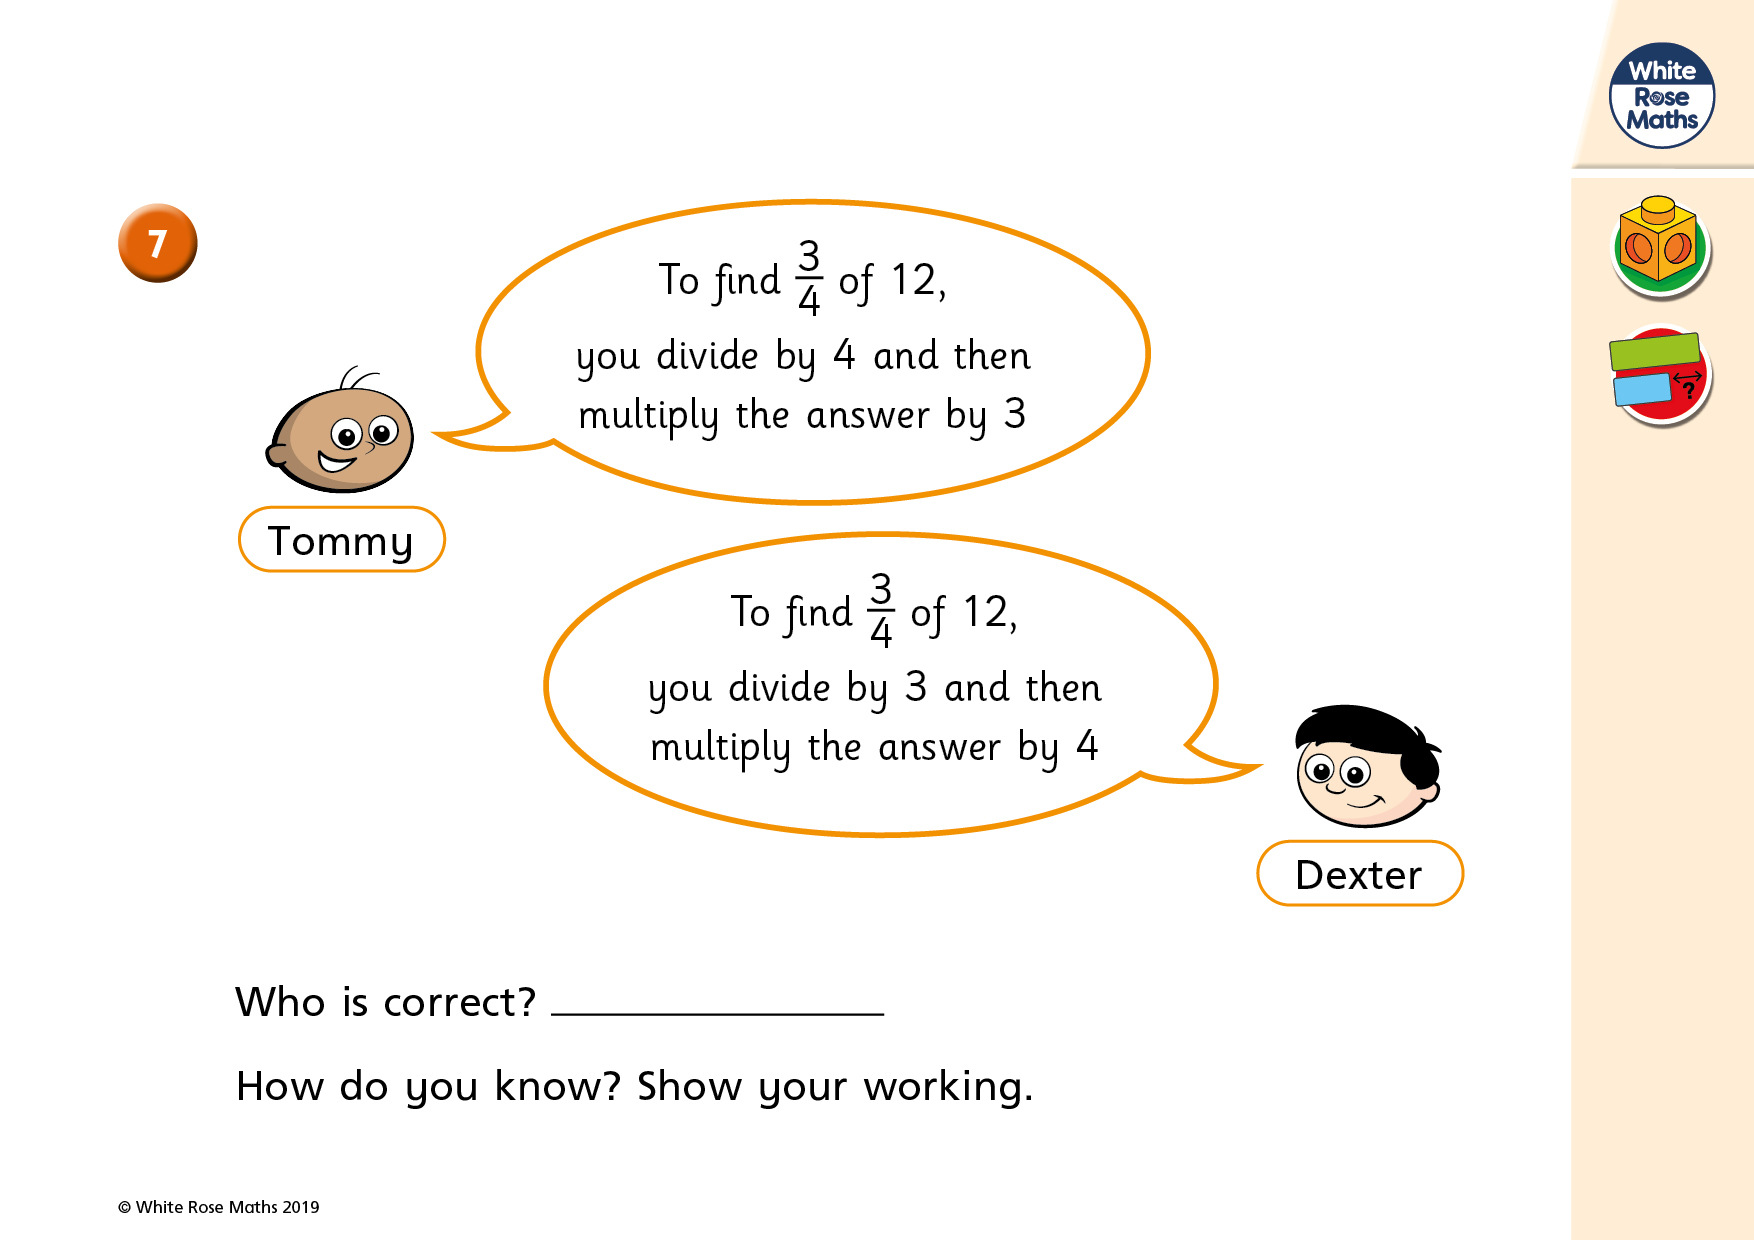 White
Rose
Maths
7
To find 3/4 of 12,
you divide by 4 and then
multiply the answer by 3
Tommy
To find 3/4 of 12,
you divide by 3 and then
multiply the answer by 4
Dexter
?
Who is correct? ____________
How do you know? Show your working.
© White Rose Maths 2019